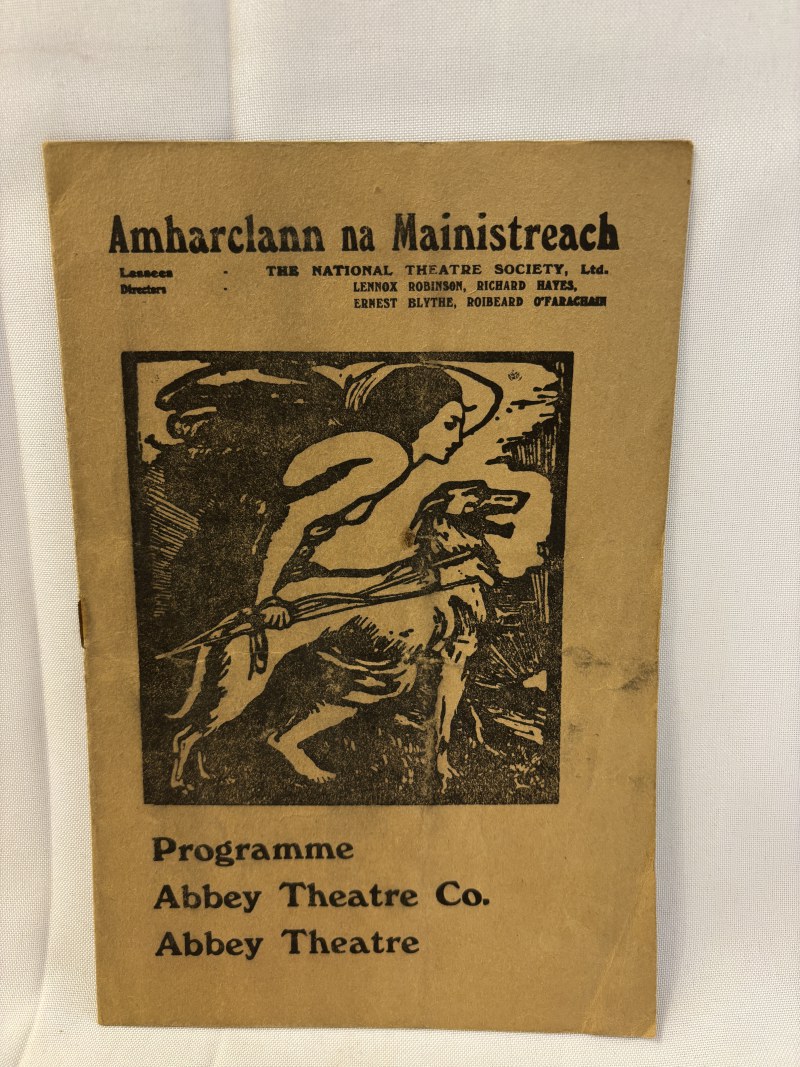 Amharclann na Mainistreach
Lessees - THE NATIONAL THEATRE SOCIETY, Ltd.
Directors - LENNOX ROBINSON, RICHARD HAYES,
ERNEST BLYTHE, ROIBEARD O'FARACHAIN
Programme
Abbey Theatre Co.
Abbey Theatre